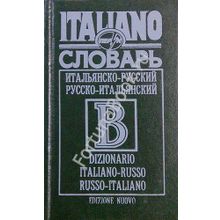 ITALIANO
СЛОВАРЬ
ИТАЛЬЯНСКО-РУССКИЙ
РУССКО-ИТАЛЬЯНСКИЙ
B
DIZIONARIO
ITALIANO-RUSSO
RUSSO-ITALIANO
EDIZIONE NUOVO